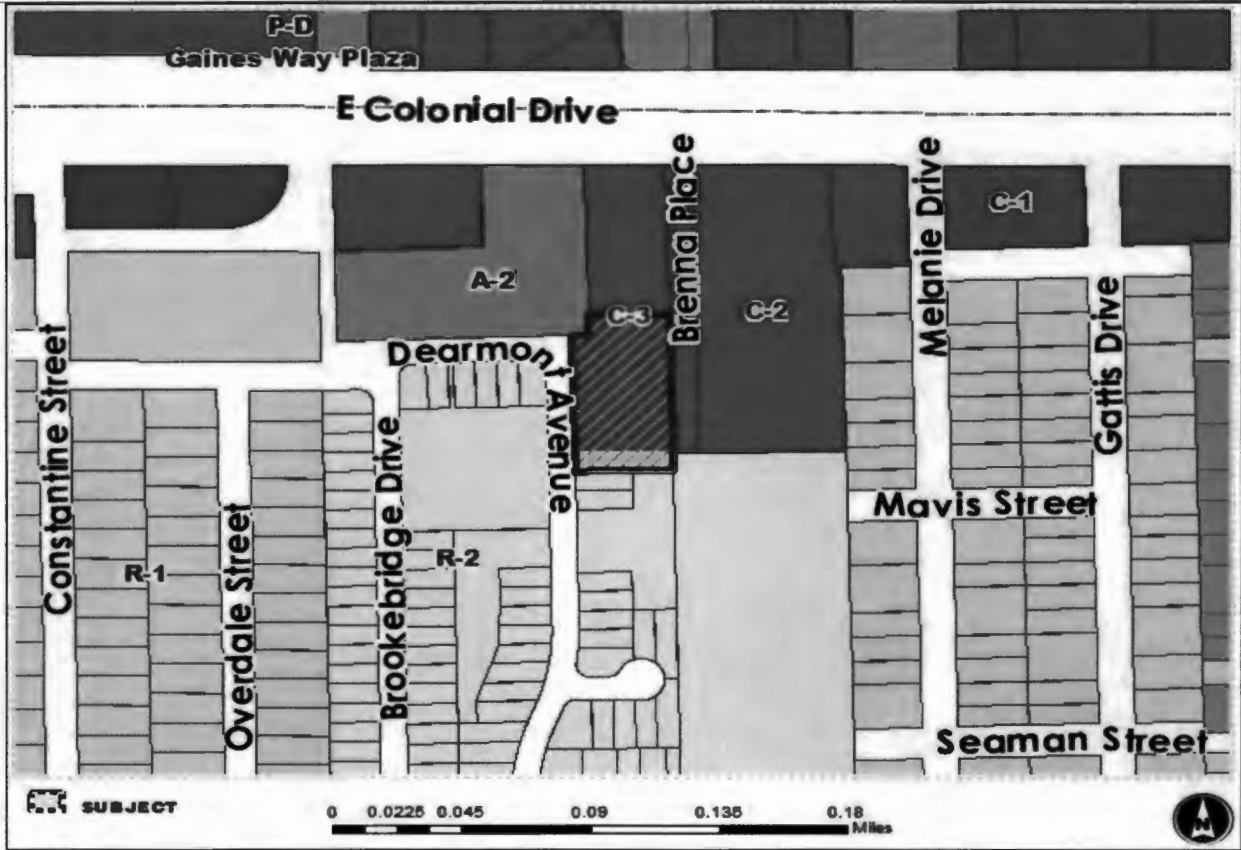 P-D
Gaines Way Plaza
E Colonial Drive
Brenna Place
Melanie Drive
C-1
A-2
C-3
C-2
Gattis Drive
Constantine Street
Dearmont Avenue
Overdale Street
Brookebridge Drive
Mavis Street
R-1
R-2
Seaman Street
SUBJECT
0 0.0225 0.045 0.09 0.135 0.18
Miles
N